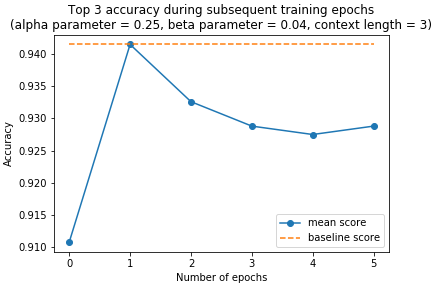 Top 3 accuracy during subsequent training epochs
(alpha parameter = 0.25, beta parameter = 0.04, context length = 3)
0.940
0.935
0.930
0.925
0.920
0.915
0.910
Accuracy
mean score
baseline score
0 1 2 3 4 5
Number of epochs